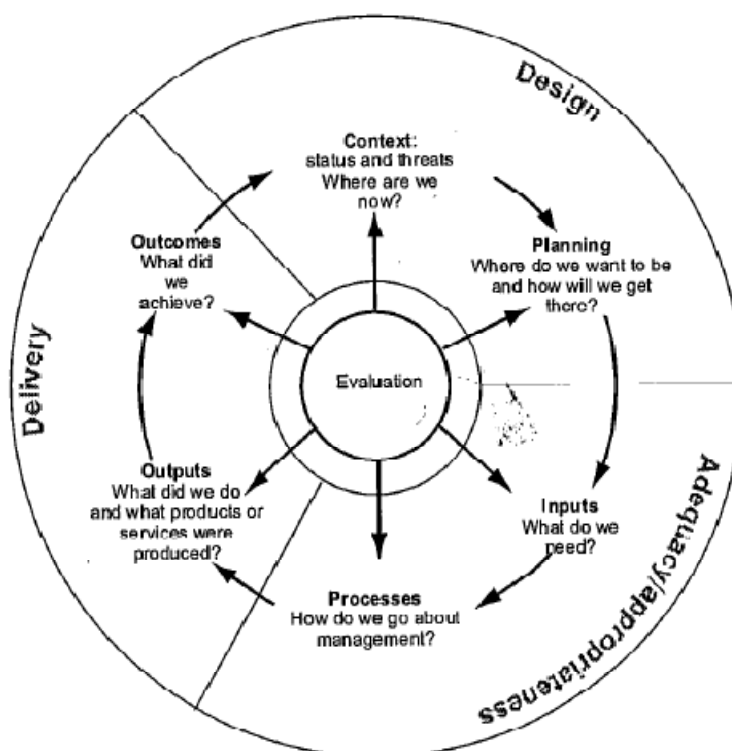 Design
Context:
status and threats
Where are we
now?
Outcomes
What did
we
achieve?
Planning
Where do we want to be
and how will we get
there?
Delivery
Evaluation
Outputs
What did we do
and what products or
services were
produced?
Inputs
What do we
need?
Processes
How do we go about
management?
Adequacy/appropriateness